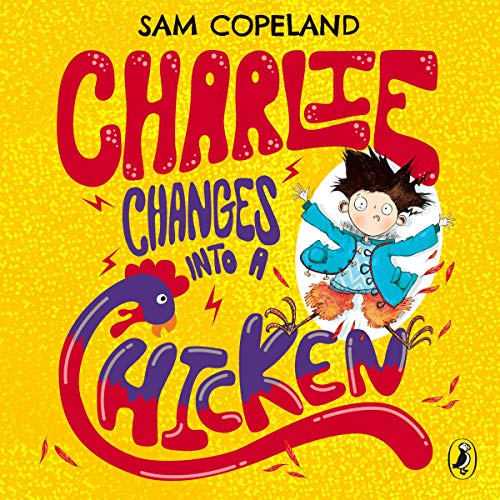 SAM COPELAND
CHARLIE
CHANGES
INTO A
CHICKEN